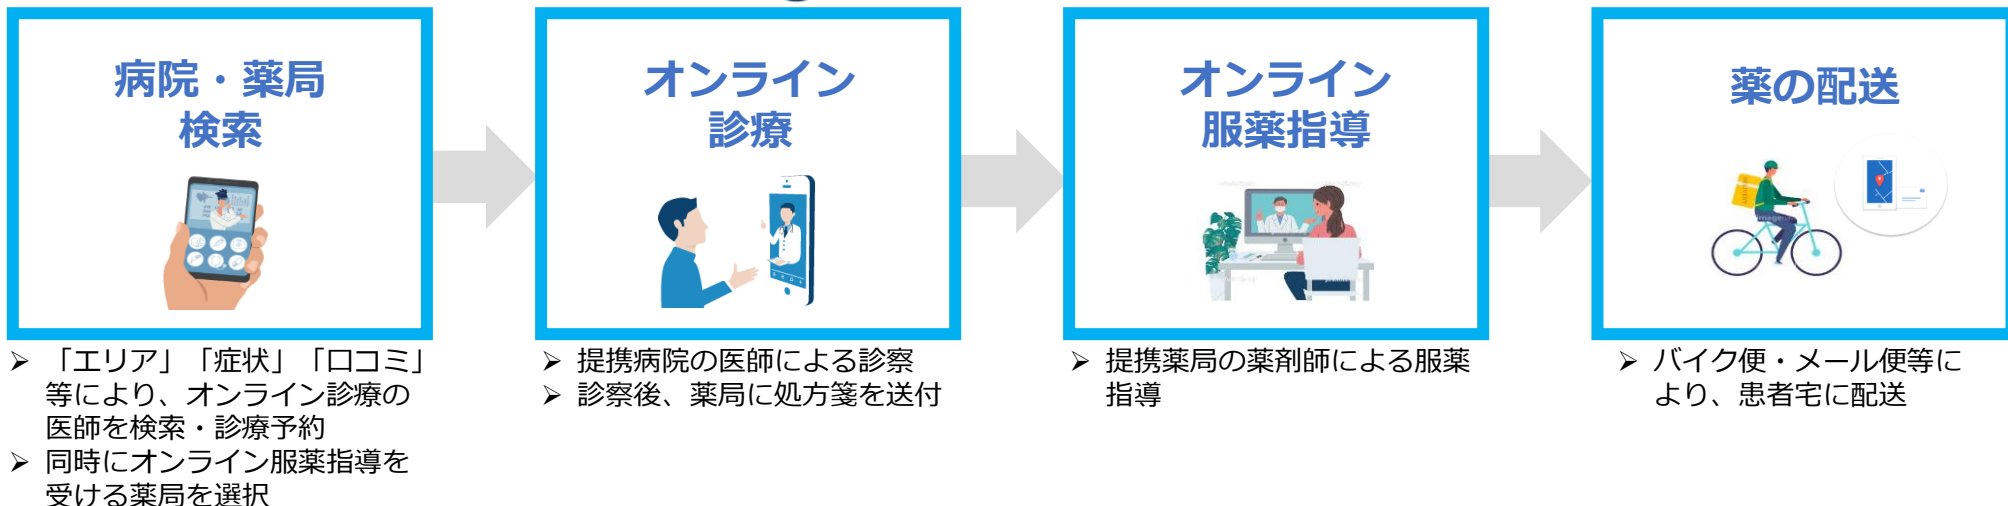 病院・薬局
検索
オンライン
診療
オンライン
服薬指導
薬の配送
➢ 「エリア」「症状」「口コミ」
等により、オンライン診療の
医師を検索・診療予約
➢ 同時にオンライン服薬指導を
受ける薬局を選択
➢ 提携病院の医師による診察
➢ 診察後、薬局に処方箋を送付
➢ 提携薬局の薬剤師による服薬
指導
➢ バイク便・メール便等に
より、患者宅に配送